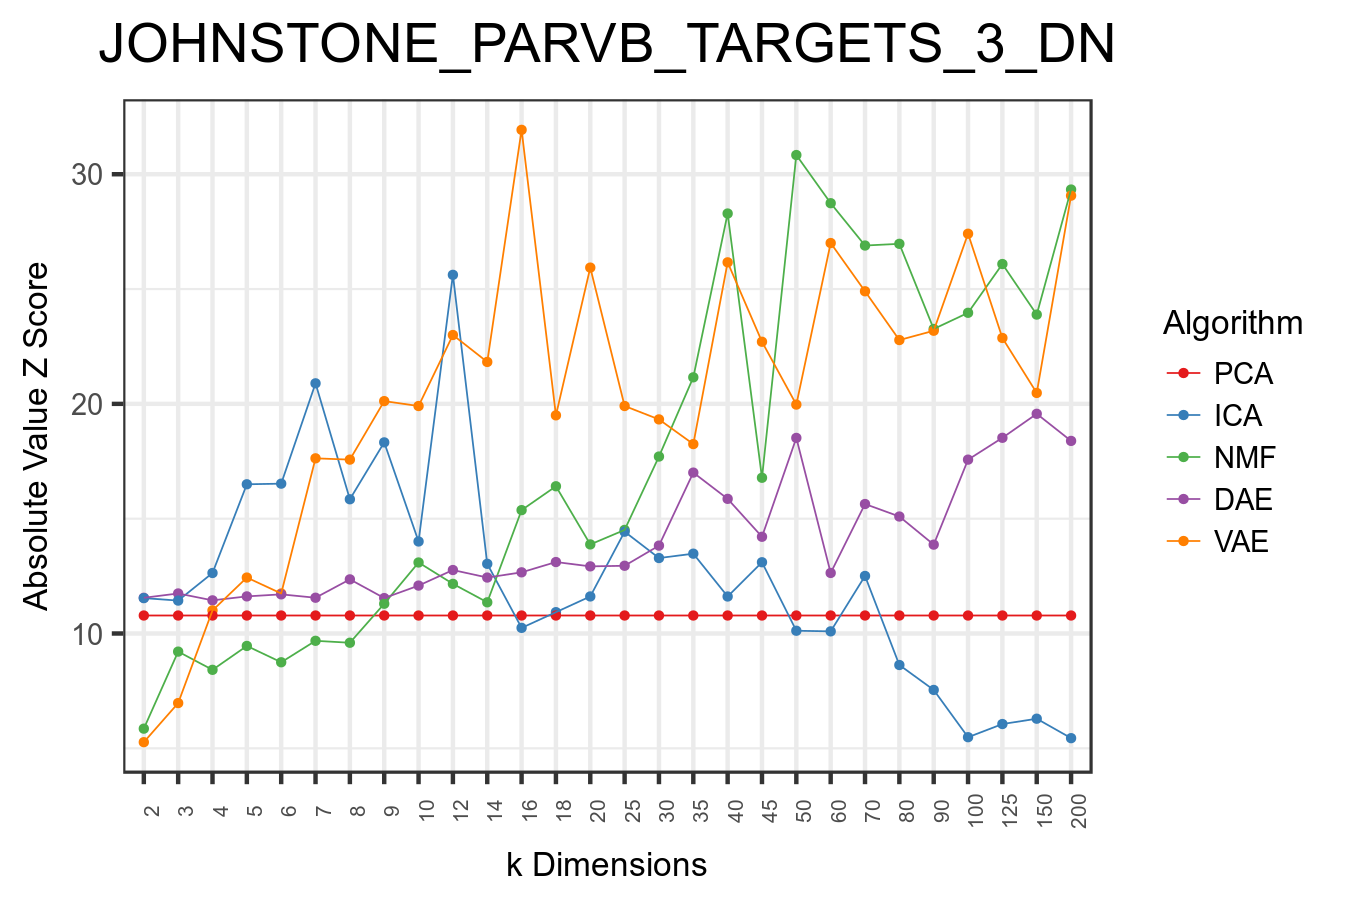 JOHNSTONE_PARVB_TARGETS_3_DN
Absolute Value Z Score
30
20
10
2 3 4 5 6 7 8 9 10 12 14 16 18 20 25 30 35 40 45 50 60 70 80 90 100 125 150 200
k Dimensions
Algorithm
PCA
ICA
NMF
DAE
VAE